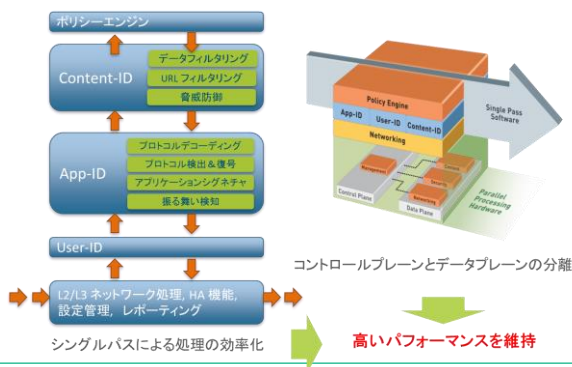 ポリシーエンジン
Content-ID
データフィルタリング
URL フィルタリング
脅威防御
App-ID
プロトコルデコーディング
プロトコル検出＆復号
アプリケーションシグネチャ
振る舞い検知
User-ID
L2/L3 ネットワーク処理, HA 機能,
設定管理, レポーティング
シングルパスによる処理の効率化
Policy Engine
App-ID
User-ID
Content-ID
Networking
Single Pass
Software
Management
Content
Security
Networking
Control Plane
Data Plane
Parallel
Processing
Hardware
コントロールプレーンとデータプレーンの分離
高いパフォーマンスを維持